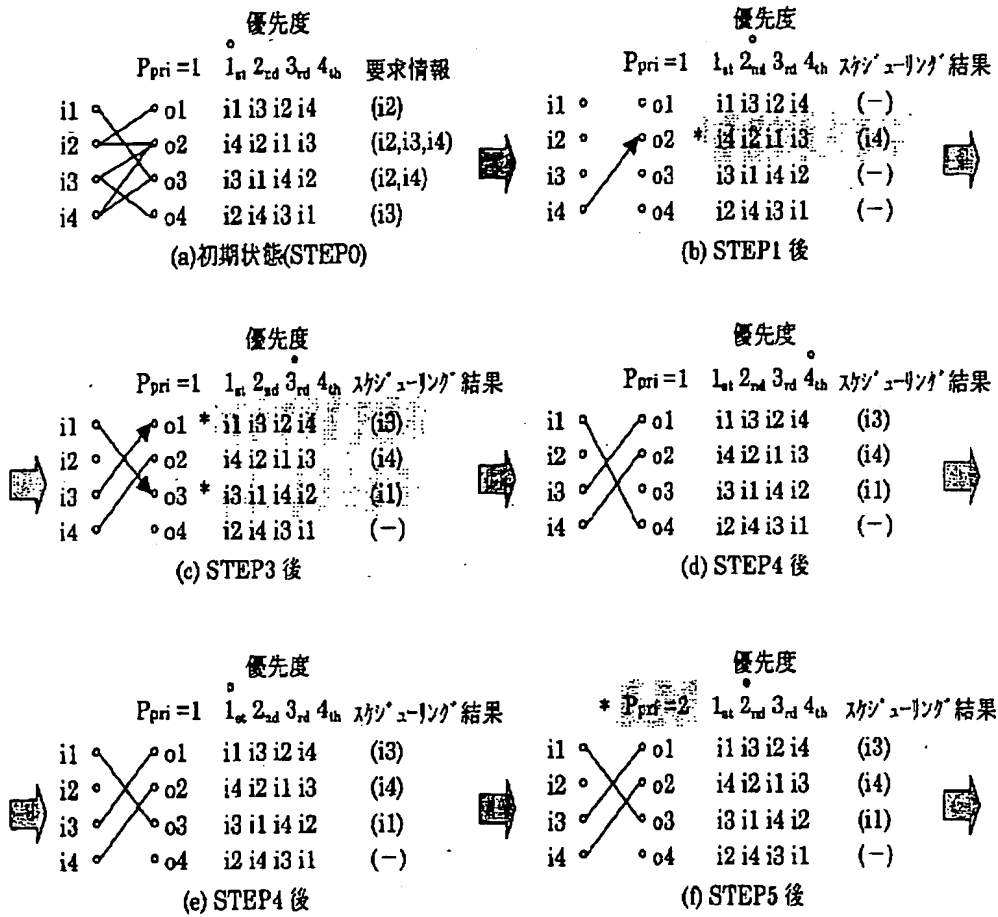 優先度
Ppri =1 1st 2nd 3rd 4th 要求情報
i1 o1 i1 i3 i2 i4 (i2)
i2 o2 i4 i2 i1 i3 (i2,i3,i4)
i3 o3 i3 i1 i4 i2 (i2,i4)
i4 o4 i2 i4 i3 i1 (i3)
(a)初期状態(STEP0)
優先度
Ppri =1 1st 2nd 3rd 4th スケジューリング結果
i1 o1 i1 i3 i2 i4 (−)
i2 o2 * i4 i2 i1 i3 (i4)
i3 o3 i3 i1 i4 i2 (−)
i4 o4 i2 i4 i3 i1 (−)
(b) STEP1 後
優先度
Ppri =1 1st 2nd 3rd 4th スケジューリング結果
i1 o1 * i1 i3 i2 i4 (i3)
i2 o2 i4 i2 i1 i3 (i4)
i3 o3 * i3 i1 i4 i2 (i1)
i4 o4 i2 i4 i3 i1 (−)
(c) STEP3 後
優先度
Ppri =1 1st 2nd 3rd 4th スケジューリング結果
i1 o1 i1 i3 i2 i4 (i3)
i2 o2 i4 i2 i1 i3 (i4)
i3 o3 i3 i1 i4 i2 (i1)
i4 o4 i2 i4 i3 i1 (−)
(d) STEP4 後
優先度
Ppri =1 1st 2nd 3rd 4th スケジューリング結果
i1 o1 i1 i3 i2 i4 (i3)
i2 o2 i4 i2 i1 i3 (i4)
i3 o3 i3 i1 i4 i2 (i1)
i4 o4 i2 i4 i3 i1 (−)
(e) STEP4 後
優先度
* Ppri =2 1st 2nd 3rd 4th スケジューリング結果
i1 o1 i1 i3 i2 i4 (i3)
i2 o2 i4 i2 i1 i3 (i4)
i3 o3 i3 i1 i4 i2 (i1)
i4 o4 i2 i4 i3 i1 (−)
(f) STEP5 後